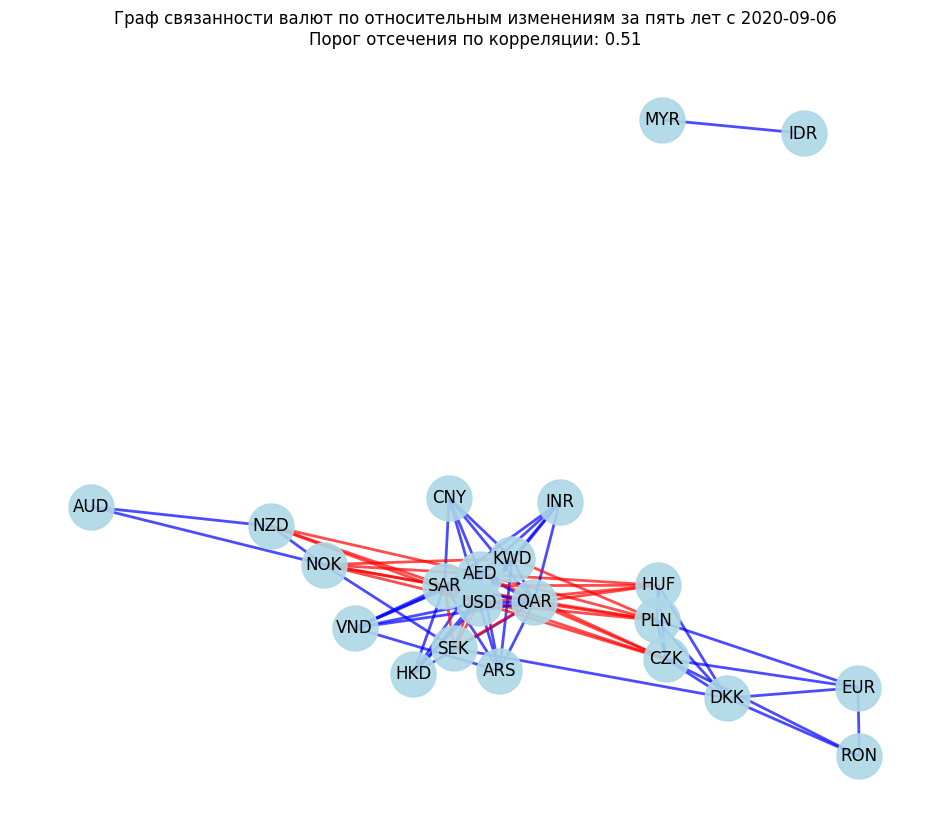 Граф связанности валют по относительным изменениям за пять лет с 2020-09-06
Порог отсечения по корреляции: 0.51
MYR
IDR
AUD
NZD
CNY
INR
NOK
KWD
AED
SAR
USD
QAR
HUF
PLN
VND
SEK
CZK
HKD
ARS
DKK
EUR
RON